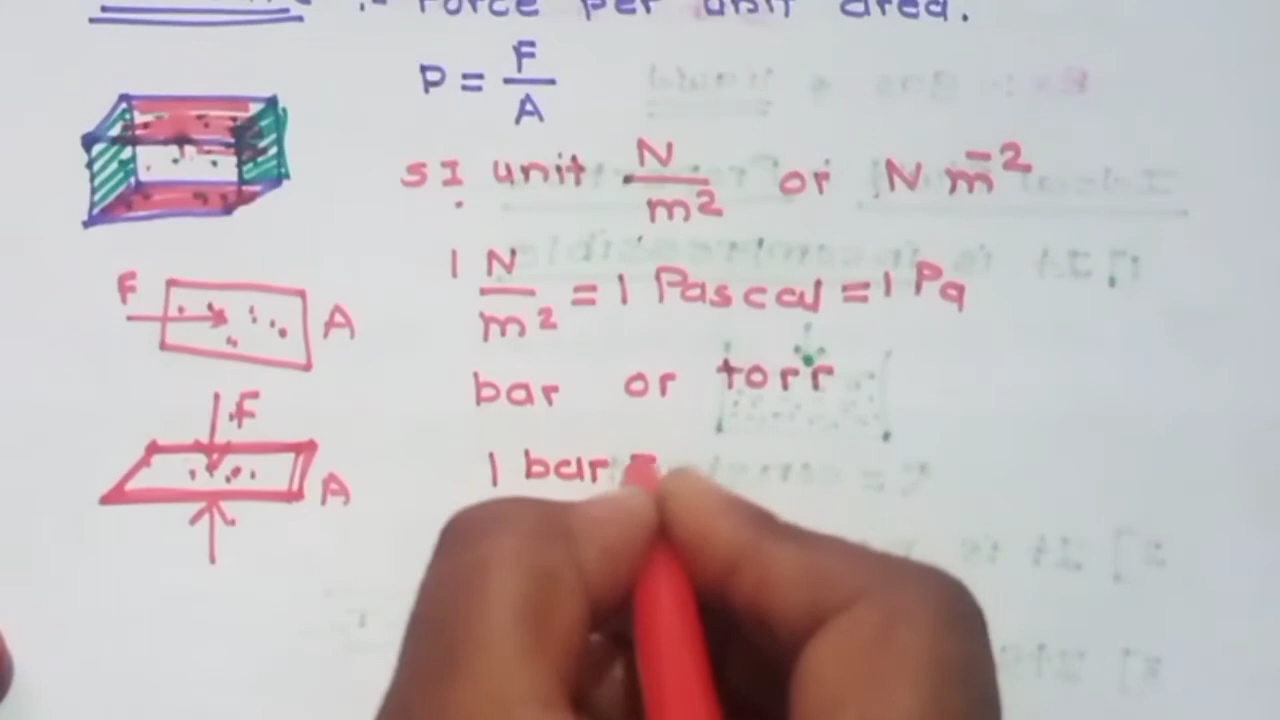 :- Force per unit area.
P = F/A
SI unit N/m² or N m⁻²
1 N/m² = 1 Pascal = 1 Pa
F A
bar or torr
F
1 bar =
A